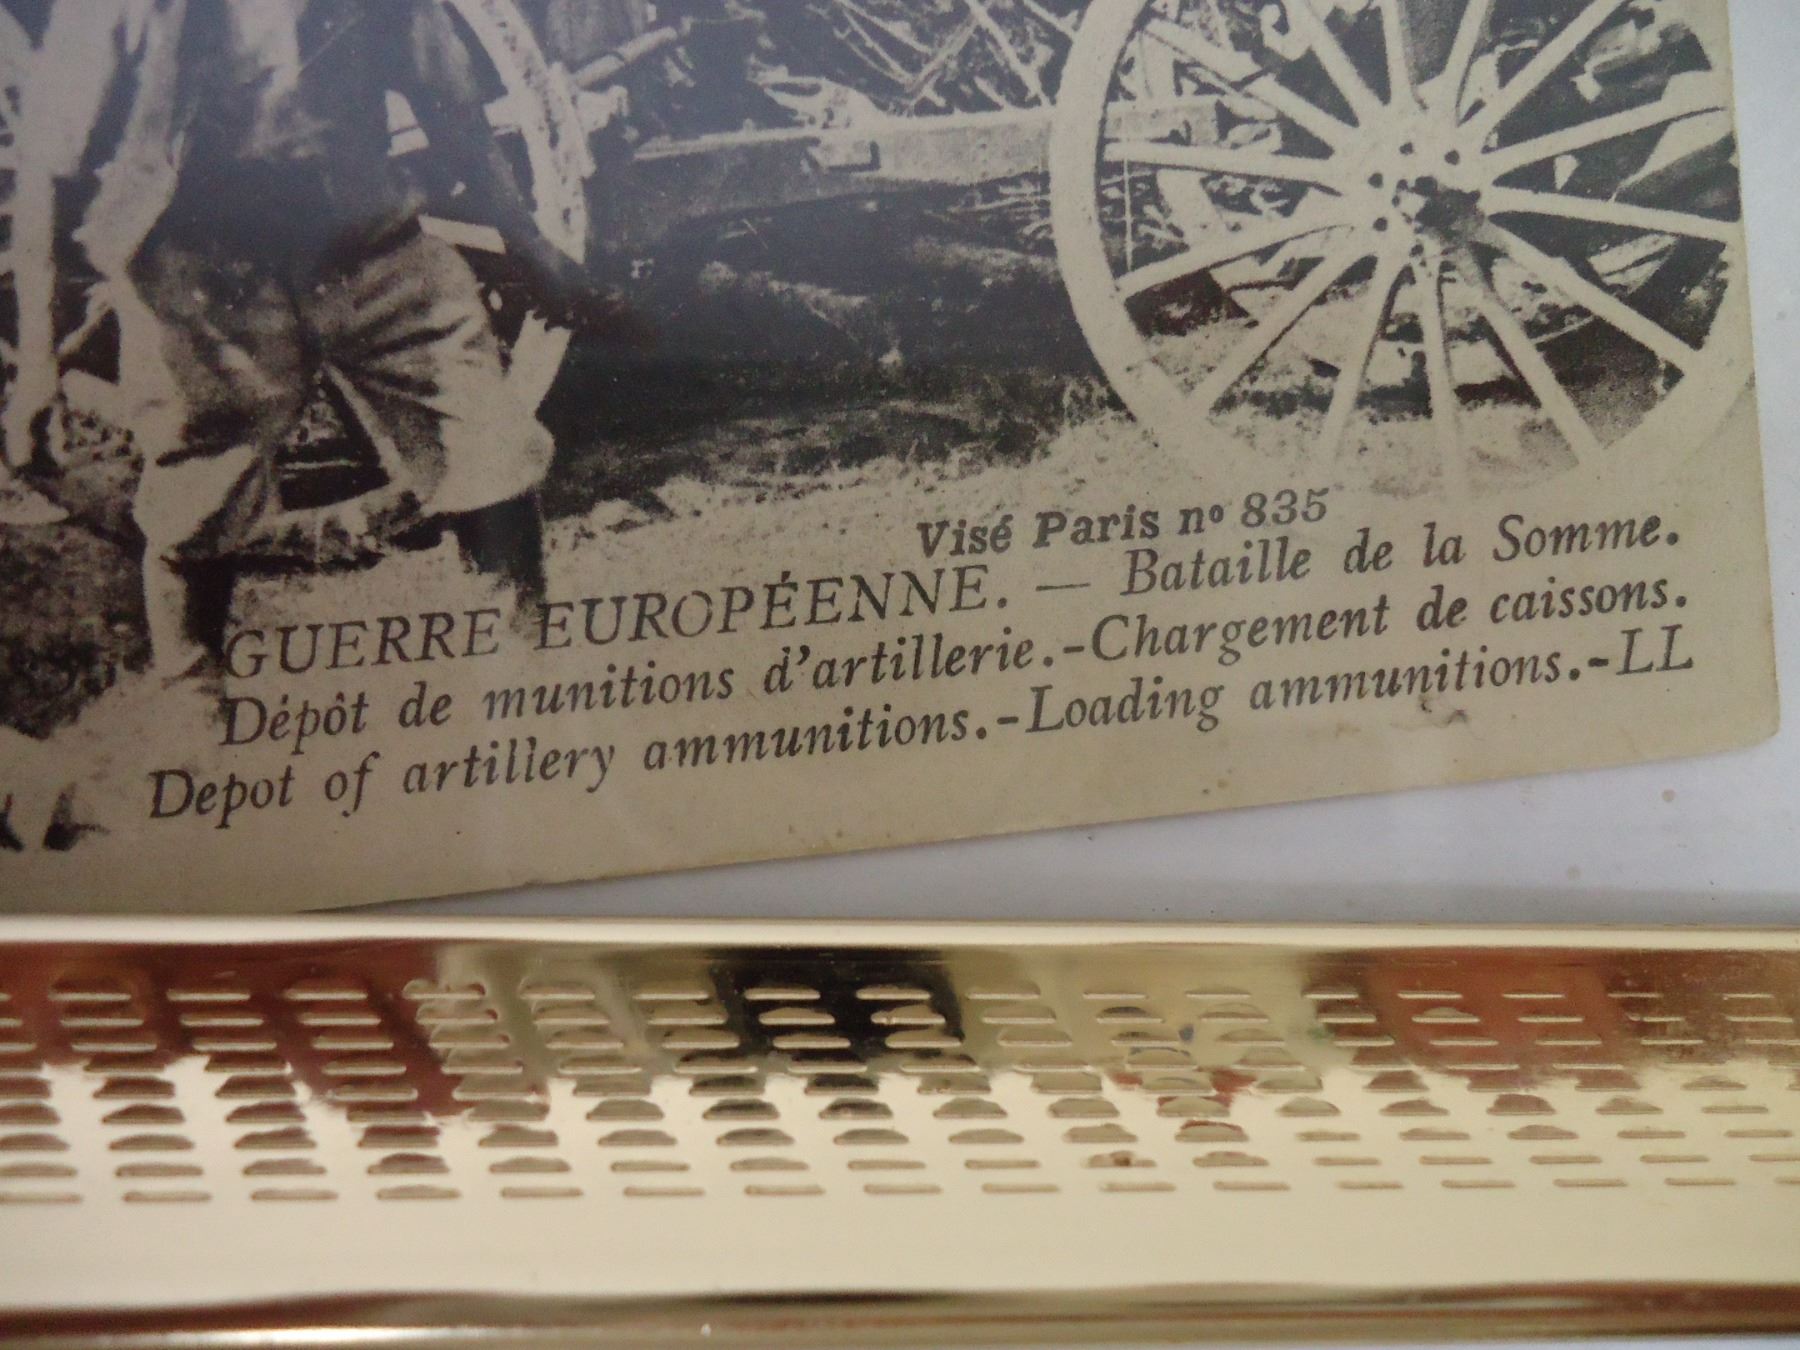 Visé Paris nº 835
GUERRE EUROPÉENNE. — Bataille de la Somme.
Dépôt de munitions d'artillerie.-Chargement de caissons.
Depot of artillery ammunitions.-Loading ammunitions.-LL